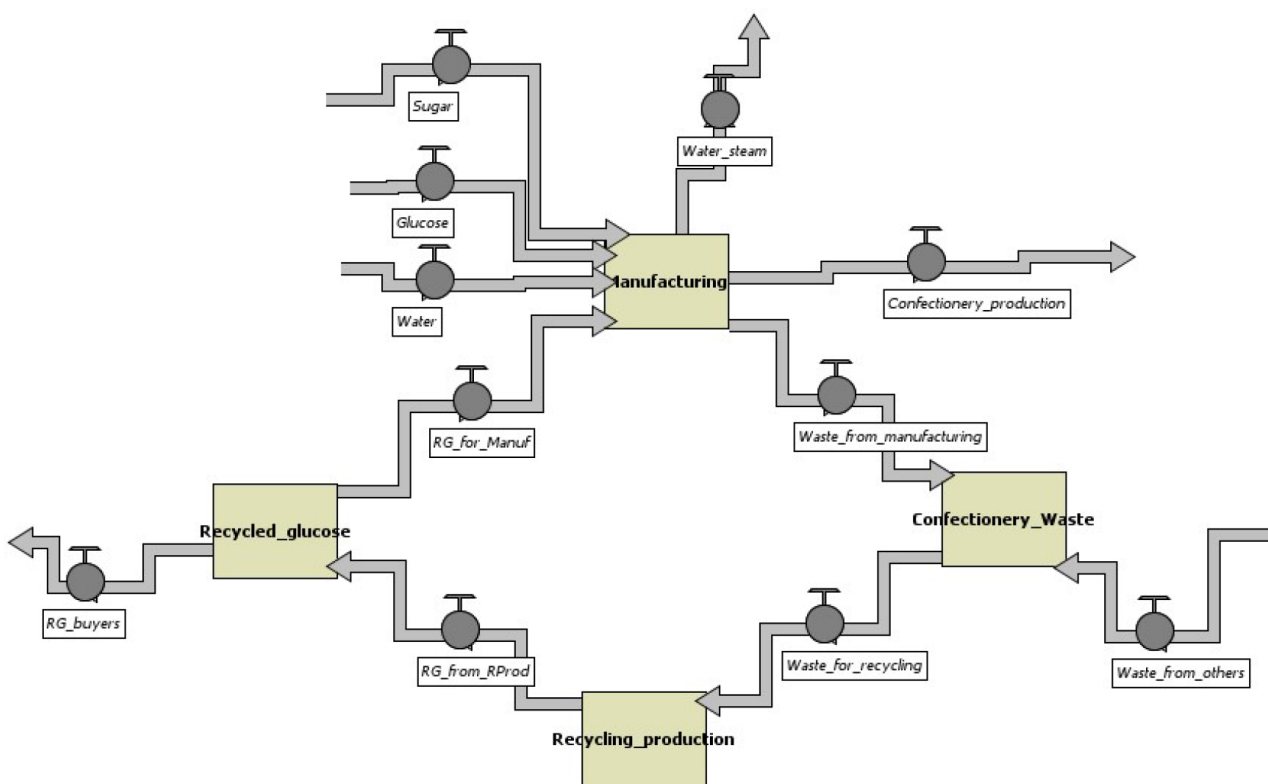 Sugar
Water_steam
Glucose
Manufacturing
Confectionery_production
Water
RG_for_Manuf
Waste_from_manufacturing
Recycled_glucose
Confectionery_Waste
RG_buyers
RG_from_RProd
Waste_for_recycling
Waste_from_others
Recycling_production